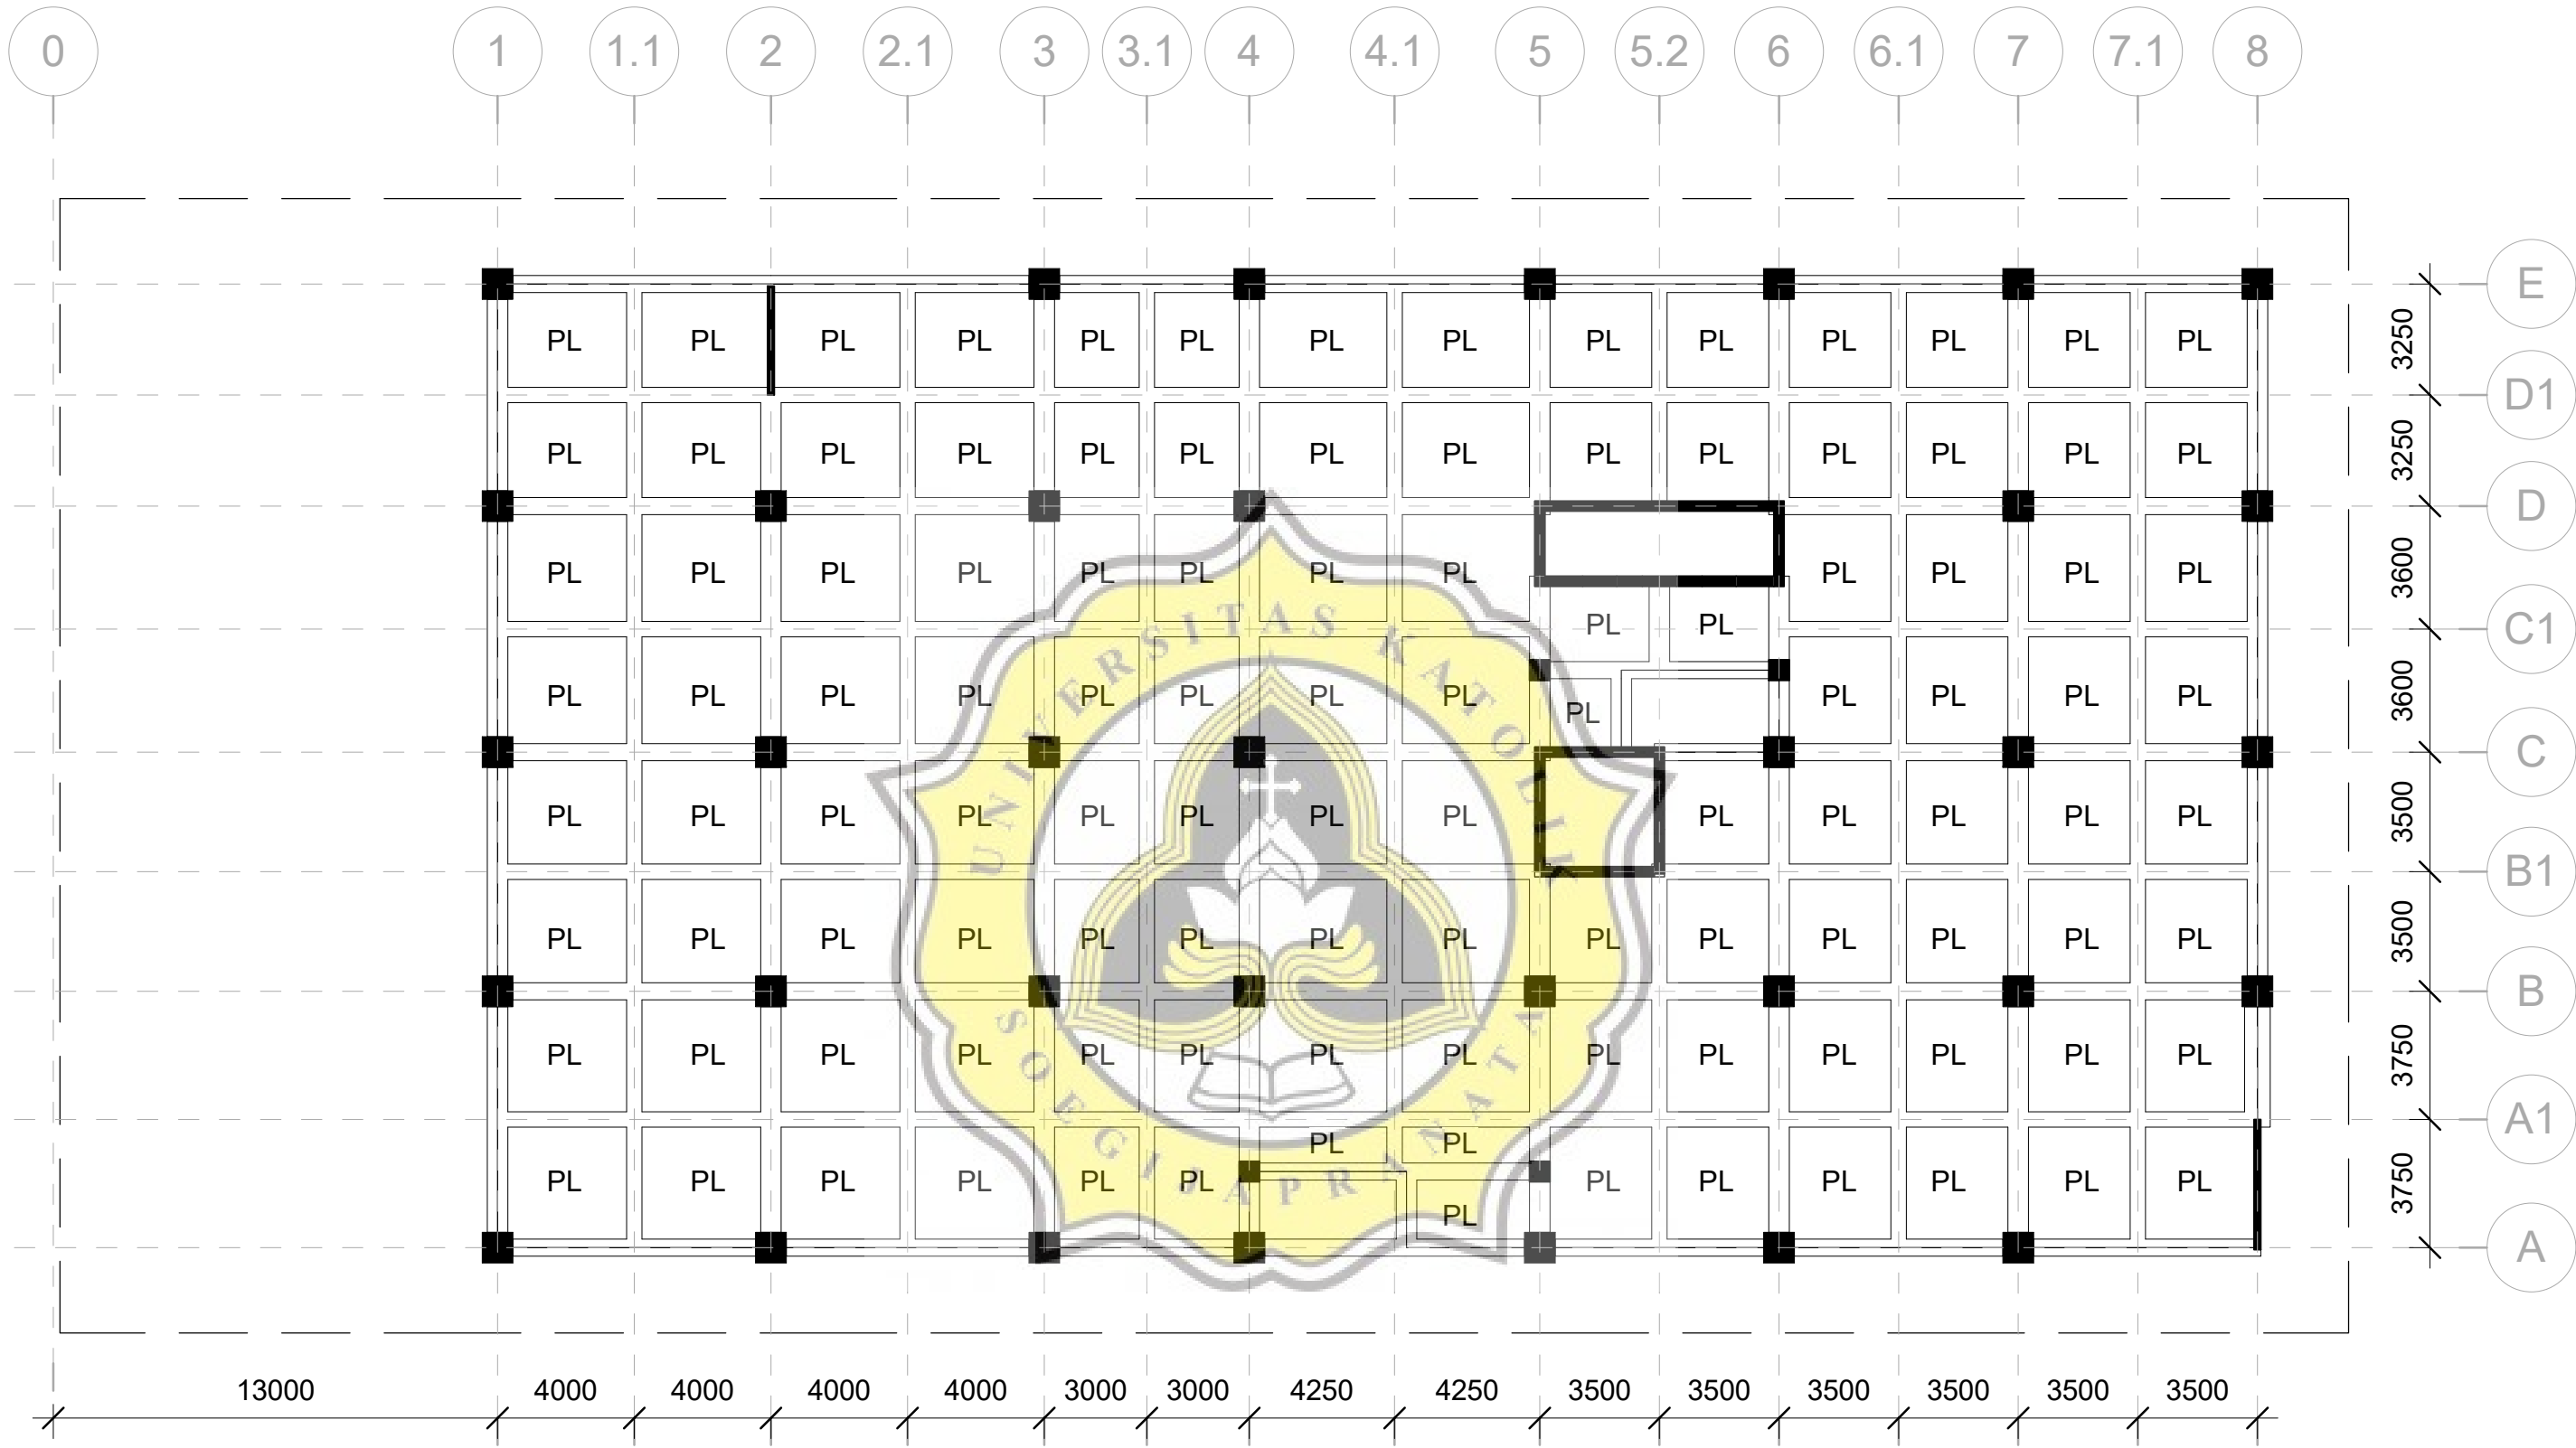 0 1 1.1 2 2.1 3 3.1 4 4.1 5 5.2 6 6.1 7 7.1 8
E
PL PL PL PL PL PL PL PL PL PL PL PL PL PL
3250
D1
PL PL PL PL PL PL PL PL PL PL PL PL PL PL
3250
D
PL PL PL PL PL PL PL PL PL PL PL PL
3600
PL PL
C1
PL PL PL PL PL PL PL PL PL PL PL PL
3600
PL
C
PL PL PL PL PL PL PL PL PL PL PL PL PL
3500
B1
PL PL PL PL PL PL PL PL PL PL PL PL PL PL
3500
B
PL PL PL PL PL PL PL PL PL PL PL PL PL PL
3750
A1
PL PL
PL PL PL PL PL PL PL PL PL PL PL PL
3750
PL
A
UNIVERSITAS KATOLIK
SOEGIJAPRANATA
13000 4000 4000 4000 4000 3000 3000 4250 4250 3500 3500 3500 3500 3500 3500